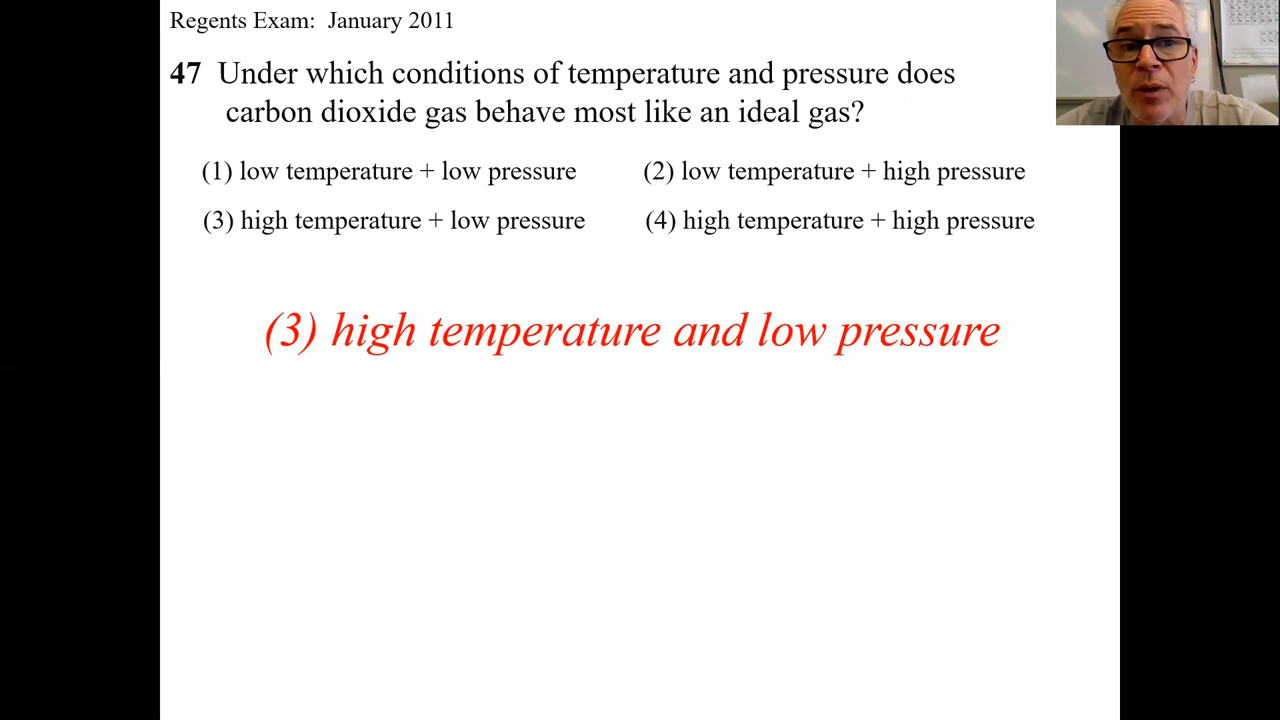 Regents Exam: January 2011
47 Under which conditions of temperature and pressure does
carbon dioxide gas behave most like an ideal gas?
(1) low temperature + low pressure (2) low temperature + high pressure
(3) high temperature + low pressure (4) high temperature + high pressure
(3) high temperature and low pressure